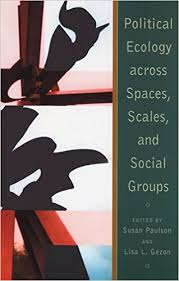 Political
Ecology
across
Spaces,
Scales,
and
Social
Groups
EDITED BY
Susan Paulson
AND
Lisa L. Gezon